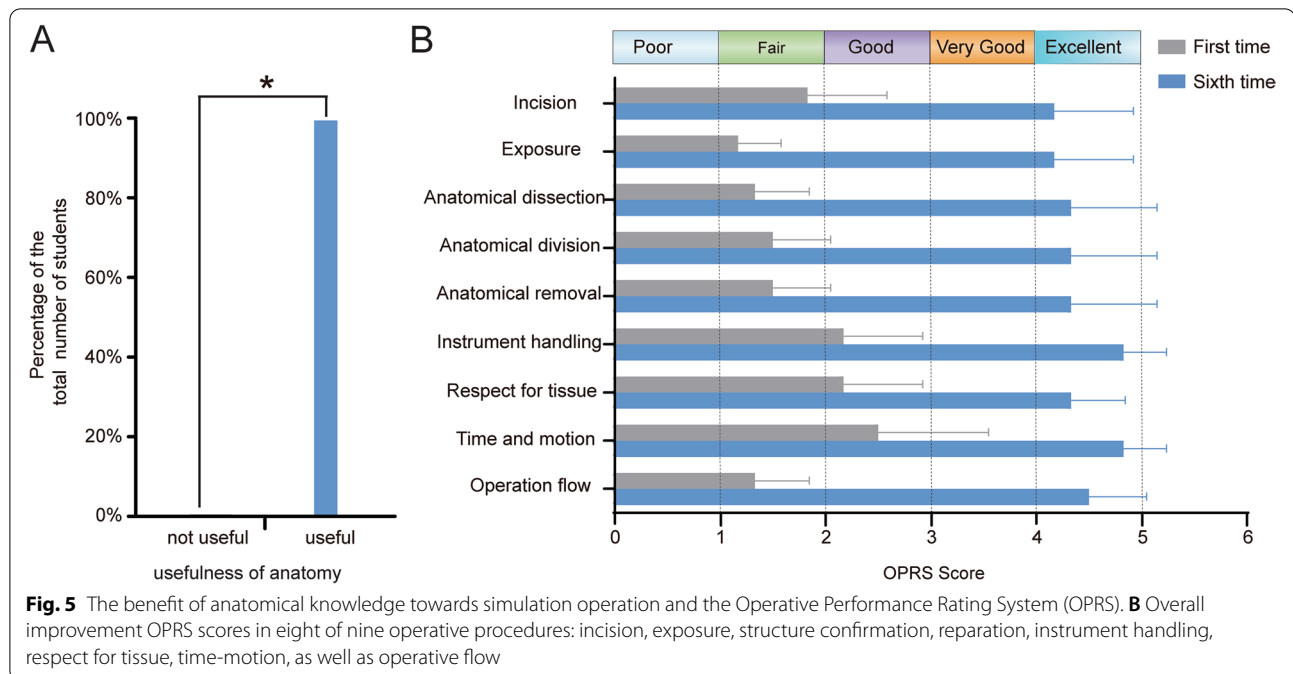 A
*
Percentage of the
total number of students
100%
80%
60%
40%
20%
0%
not useful
useful
usefulness of anatomy
B
Poor
Fair
Good
Very Good
Excellent
First time
Sixth time
Incision
Exposure
Anatomical dissection
Anatomical division
Anatomical removal
Instrument handling
Respect for tissue
Time and motion
Operation flow
0 1 2 3 4 5 6
OPRS Score
Fig. 5 The benefit of anatomical knowledge towards simulation operation and the Operative Performance Rating System (OPRS). B Overall
improvement OPRS scores in eight of nine operative procedures: incision, exposure, structure confirmation, reparation, instrument handling,
respect for tissue, time-motion, as well as operative flow